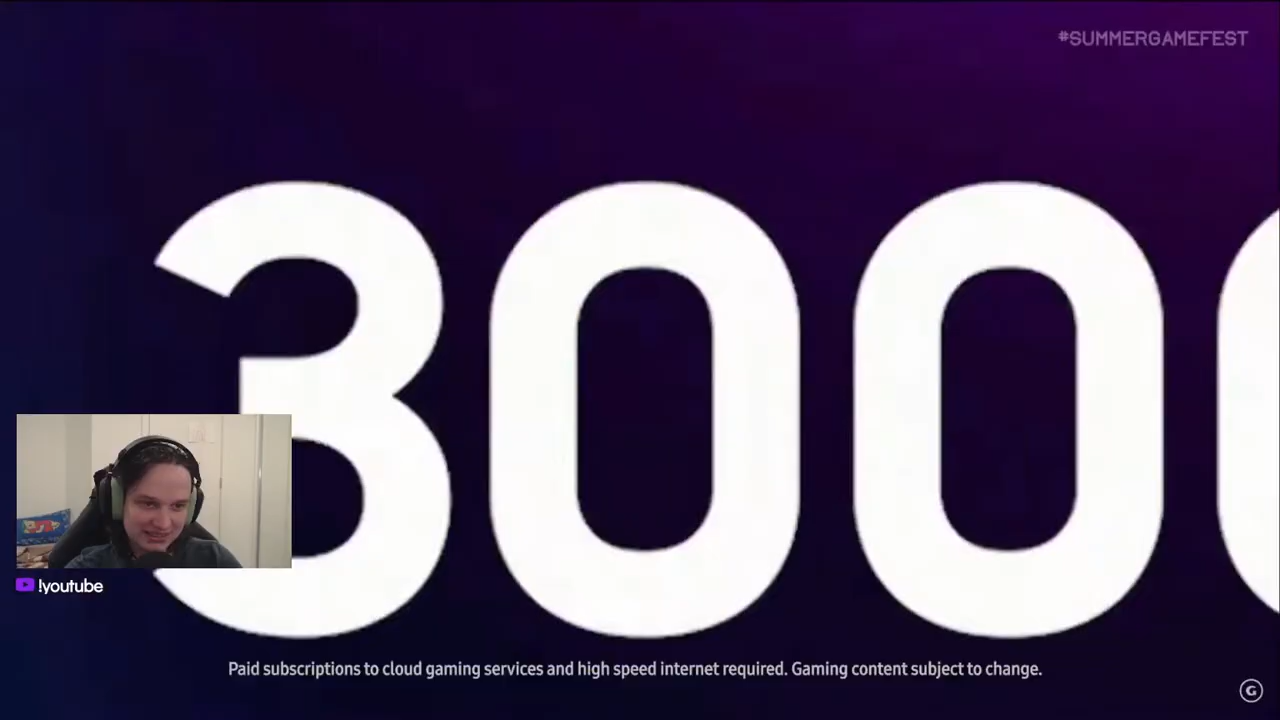 #SUMMERGAMEFEST
300
!youtube
Paid subscriptions to cloud gaming services and high speed internet required. Gaming content subject to change.
G